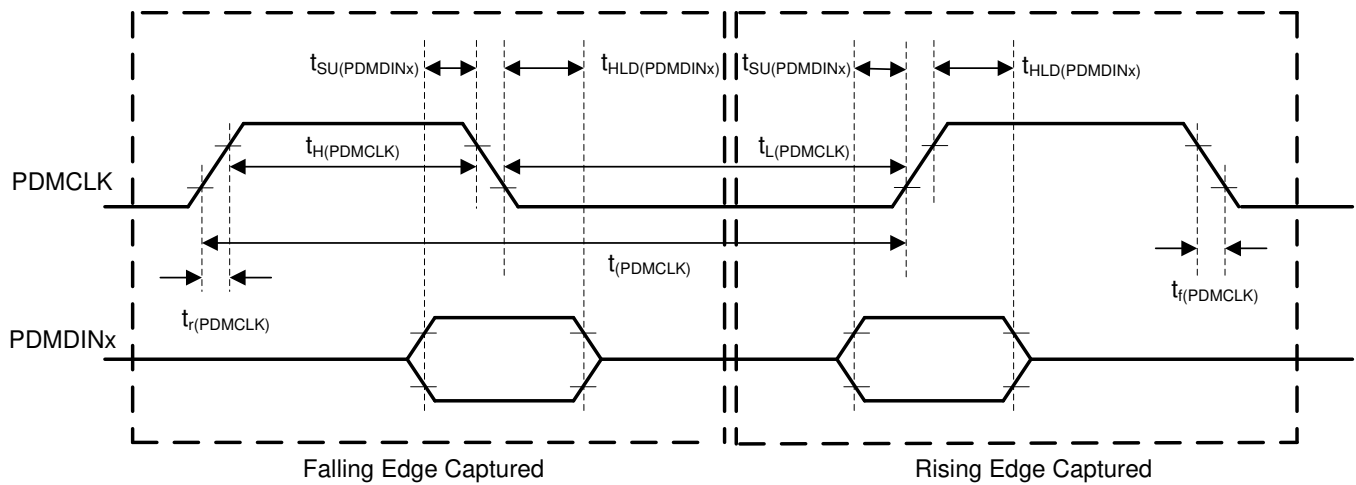 tSU(PDMDINx) tHLD(PDMDINx) tSU(PDMDINx) tHLD(PDMDINx)
tH(PDMCLK) tL(PDMCLK)
PDMCLK
t(PDMCLK)
tr(PDMCLK) tf(PDMCLK)
PDMDINx
Falling Edge Captured Rising Edge Captured